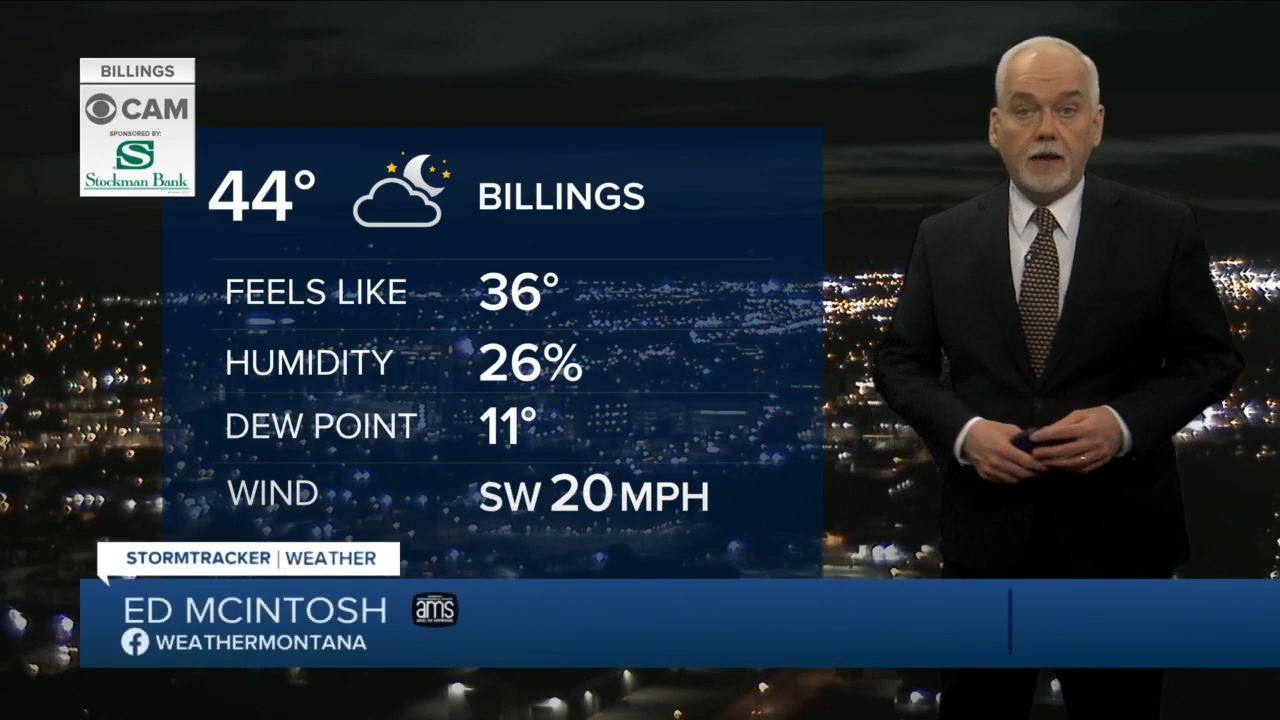 BILLINGS
CAM
SPONSORED BY:
S
Stockman Bank
44° BILLINGS
FEELS LIKE 36°
HUMIDITY 26%
DEW POINT 11°
WIND SW 20 MPH
STORMTRACKER | WEATHER
ED MCINTOSH ams
WEATHERMONTANA